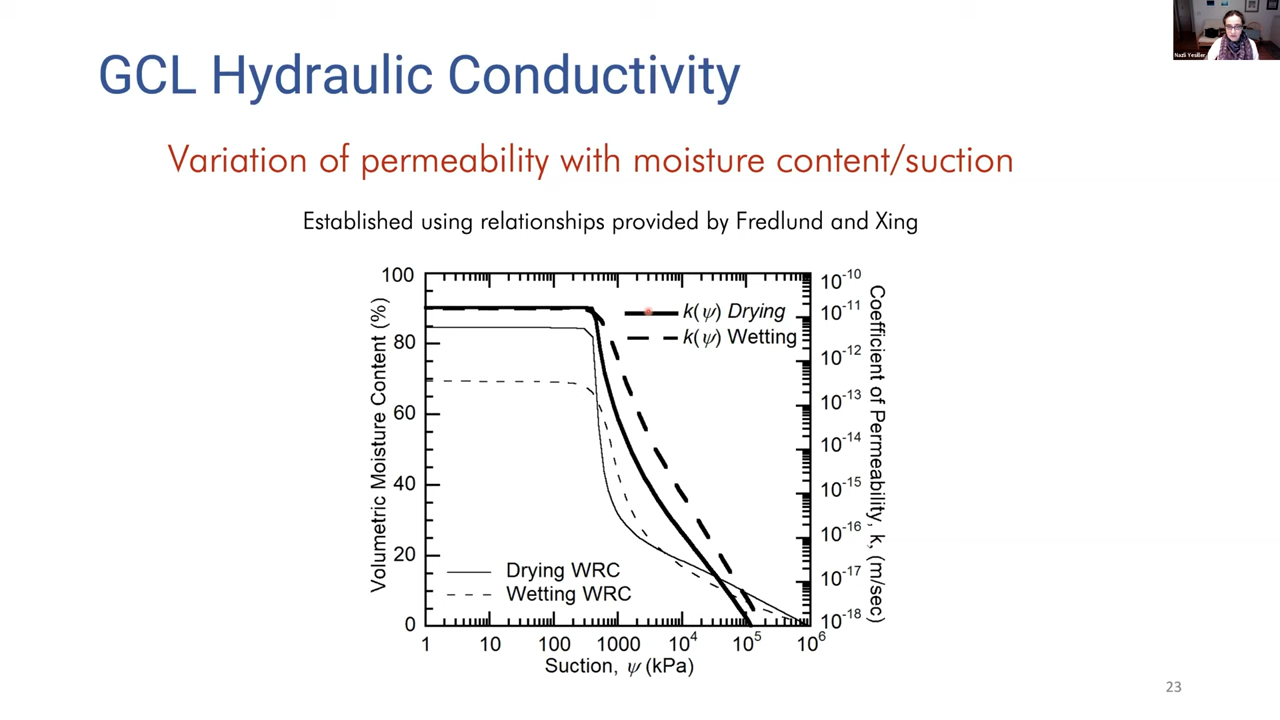 Nazli Yesiller
GCL Hydraulic Conductivity
Variation of permeability with moisture content/suction
Established using relationships provided by Fredlund and Xing
Volumetric Moisture Content (%)
100
80
60
40
20
0
k(ψ) Drying
k(ψ) Wetting
Drying WRC
Wetting WRC
10-10
10-11
10-12
10-13
10-14
10-15
10-16
10-17
10-18
Coefficient of Permeability, k, (m/sec)
1 10 100 1000 10⁴ 10⁵ 10⁶
Suction, ψ (kPa)
23